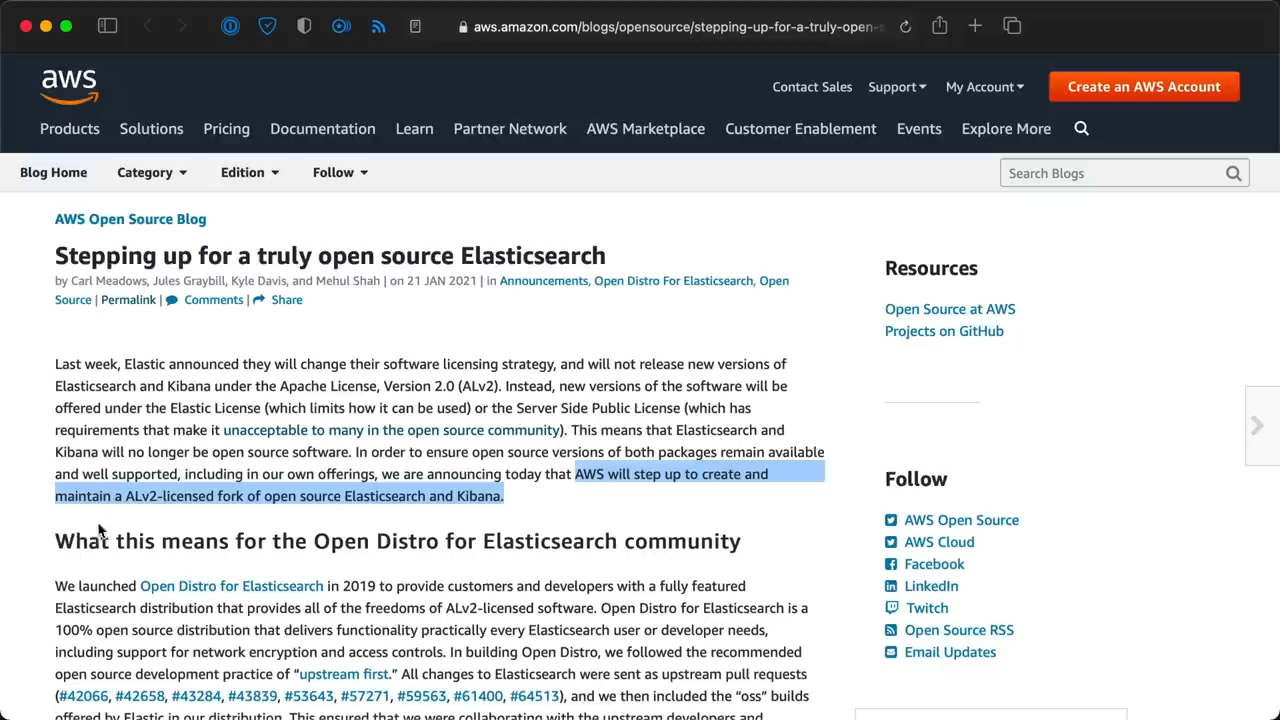 aws.amazon.com/blogs/opensource/stepping-up-for-a-truly-open-s
aws
Contact Sales Support My Account Create an AWS Account
Products Solutions Pricing Documentation Learn Partner Network AWS Marketplace Customer Enablement Events Explore More
Blog Home Category Edition Follow Search Blogs
AWS Open Source Blog
Stepping up for a truly open source Elasticsearch
by Carl Meadows, Jules Graybill, Kyle Davis, and Mehul Shah | on 21 JAN 2021 | in Announcements, Open Distro For Elasticsearch, Open
Source | Permalink | Comments | Share
Last week, Elastic announced they will change their software licensing strategy, and will not release new versions of
Elasticsearch and Kibana under the Apache License, Version 2.0 (ALv2). Instead, new versions of the software will be
offered under the Elastic License (which limits how it can be used) or the Server Side Public License (which has
requirements that make it unacceptable to many in the open source community). This means that Elasticsearch and
Kibana will no longer be open source software. In order to ensure open source versions of both packages remain available
and well supported, including in our own offerings, we are announcing today that AWS will step up to create and
maintain a ALv2-licensed fork of open source Elasticsearch and Kibana.
What this means for the Open Distro for Elasticsearch community
We launched Open Distro for Elasticsearch in 2019 to provide customers and developers with a fully featured
Elasticsearch distribution that provides all of the freedoms of ALv2-licensed software. Open Distro for Elasticsearch is a
100% open source distribution that delivers functionality practically every Elasticsearch user or developer needs,
including support for network encryption and access controls. In building Open Distro, we followed the recommended
open source development practice of “upstream first.” All changes to Elasticsearch were sent as upstream pull requests
(#42066, #42658, #43284, #43839, #53643, #57271, #59563, #61400, #64513), and we then included the “oss” builds
offered by Elastic in our distribution. This ensured that we were collaborating with the upstream developers and
Resources
Open Source at AWS
Projects on GitHub
Follow
AWS Open Source
AWS Cloud
Facebook
LinkedIn
Twitch
Open Source RSS
Email Updates